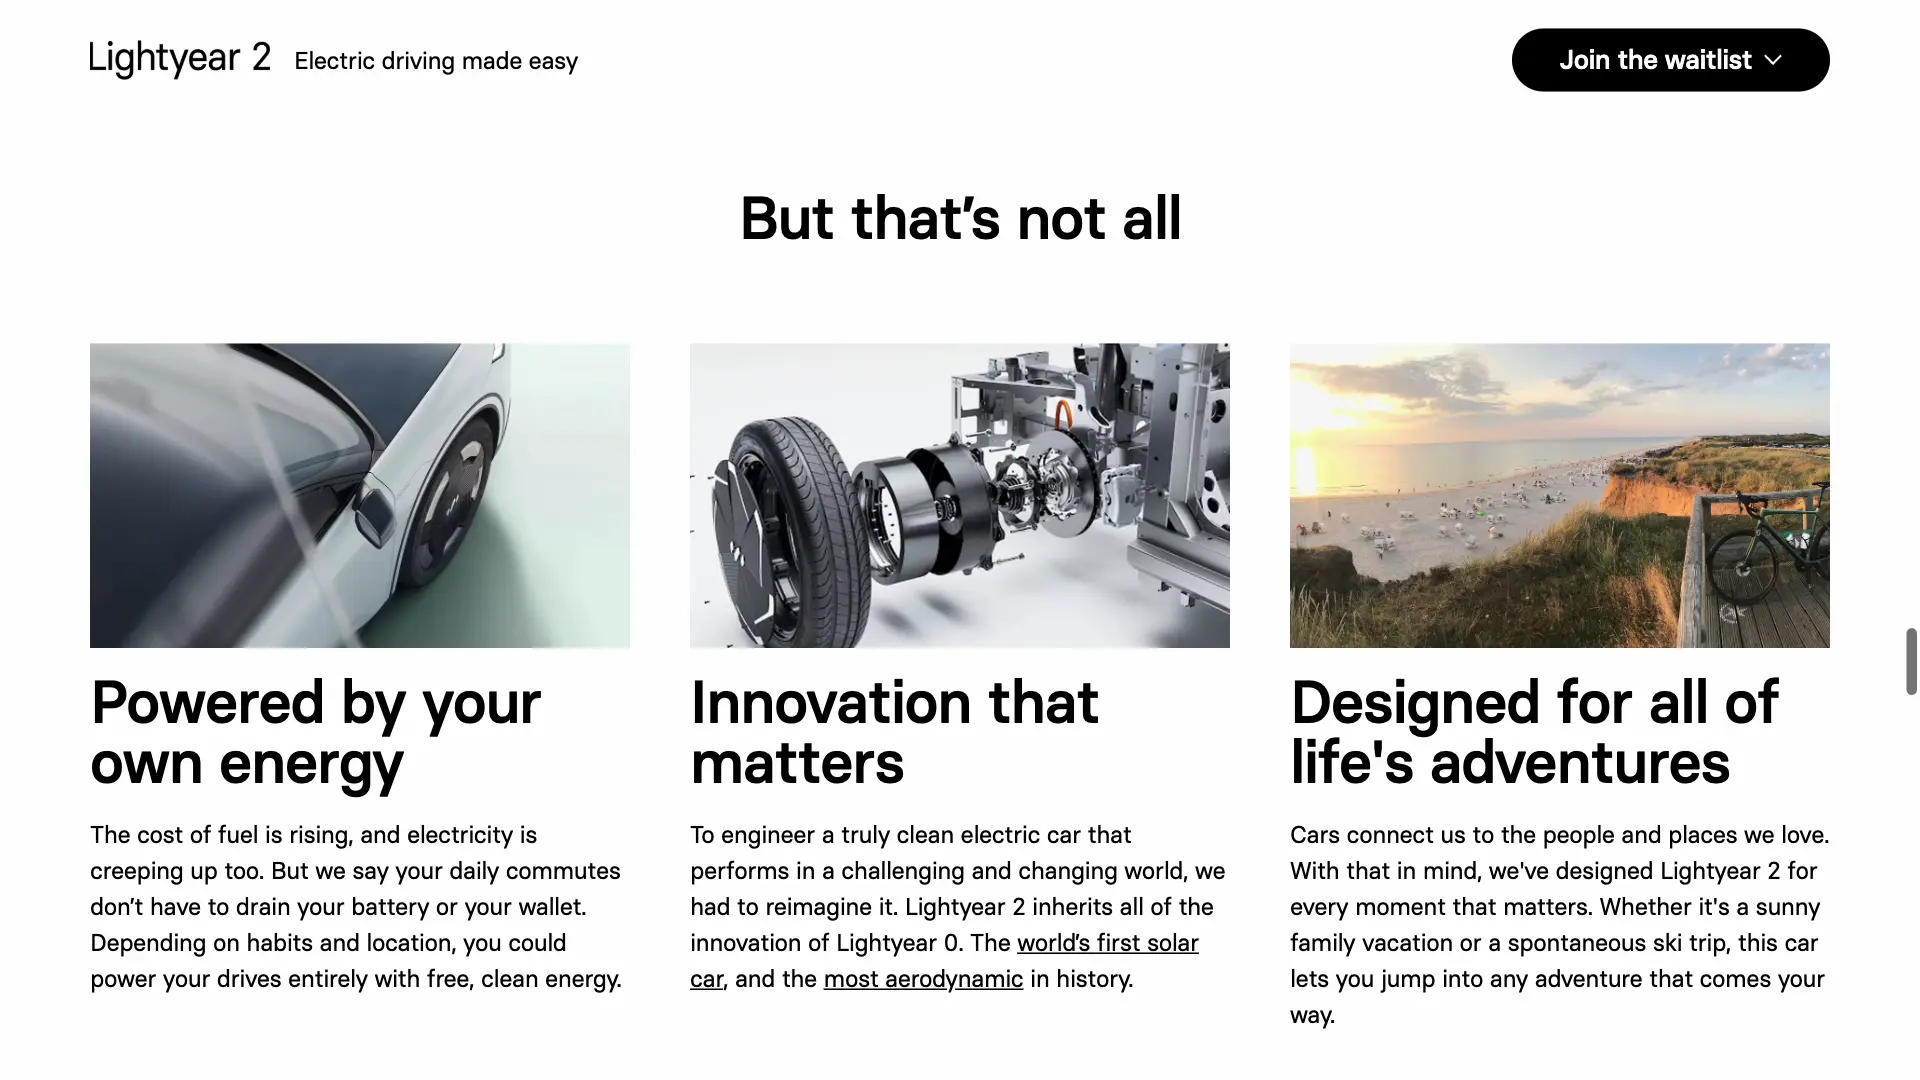 Lightyear 2 Electric driving made easy
Join the waitlist
But that’s not all
Powered by your
own energy
The cost of fuel is rising, and electricity is
creeping up too. But we say your daily commutes
don’t have to drain your battery or your wallet.
Depending on habits and location, you could
power your drives entirely with free, clean energy.
Innovation that
matters
To engineer a truly clean electric car that
performs in a challenging and changing world, we
had to reimagine it. Lightyear 2 inherits all of the
innovation of Lightyear 0. The world’s first solar
car, and the most aerodynamic in history.
Designed for all of
life's adventures
Cars connect us to the people and places we love.
With that in mind, we've designed Lightyear 2 for
every moment that matters. Whether it's a sunny
family vacation or a spontaneous ski trip, this car
lets you jump into any adventure that comes your
way.